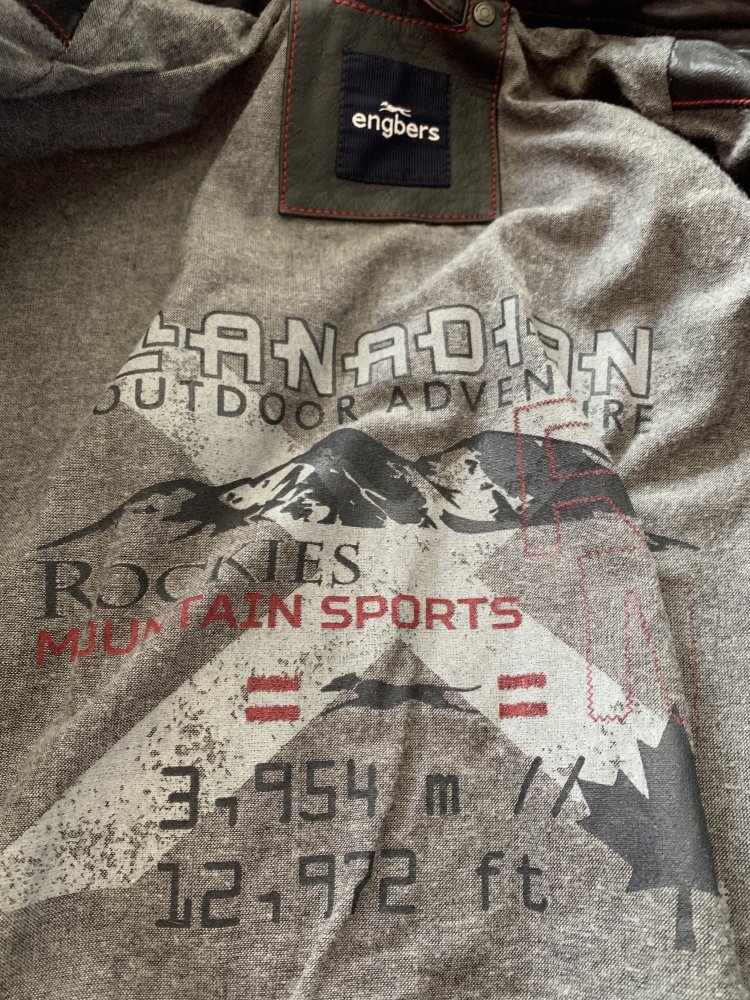 engbers
CANADIAN
OUTDOOR ADVENTURE
ROCKIES
MOUNTAIN SPORTS
3,954 m //
12,972 ft